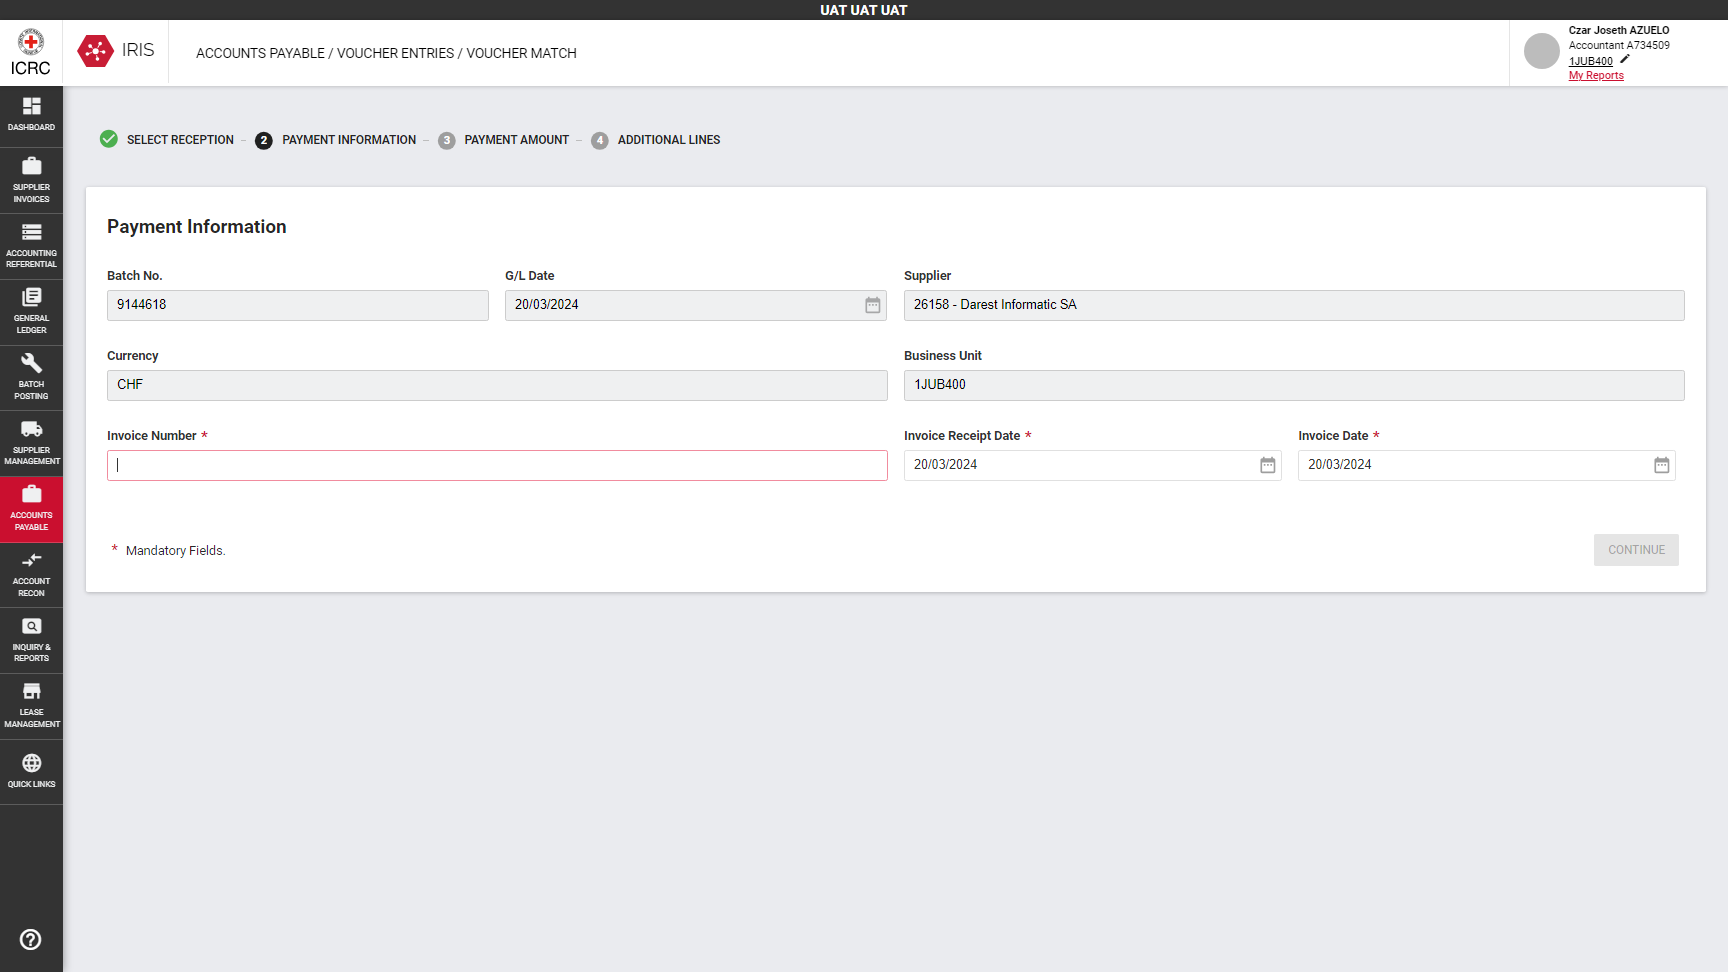 UAT UAT UAT
ICRC
IRIS
ACCOUNTS PAYABLE / VOUCHER ENTRIES / VOUCHER MATCH
Czar Joseth AZUELO
Accountant A734509
1JUB400
My Reports
DASHBOARD
SUPPLIER
INVOICES
ACCOUNTING
REFERENTIAL
GENERAL
LEDGER
BATCH
POSTING
SUPPLIER
MANAGEMENT
ACCOUNTS
PAYABLE
ACCOUNT
RECON
INQUIRY &
REPORTS
LEASE
MANAGEMENT
QUICK LINKS
SELECT RECEPTION – 2 PAYMENT INFORMATION – 3 PAYMENT AMOUNT – 4 ADDITIONAL LINES
Payment Information
Batch No. G/L Date Supplier
9144618 20/03/2024 26158 - Darest Informatic SA
Currency Business Unit
CHF 1JUB400
Invoice Number * Invoice Receipt Date * Invoice Date *
20/03/2024 20/03/2024
* Mandatory Fields.
CONTINUE